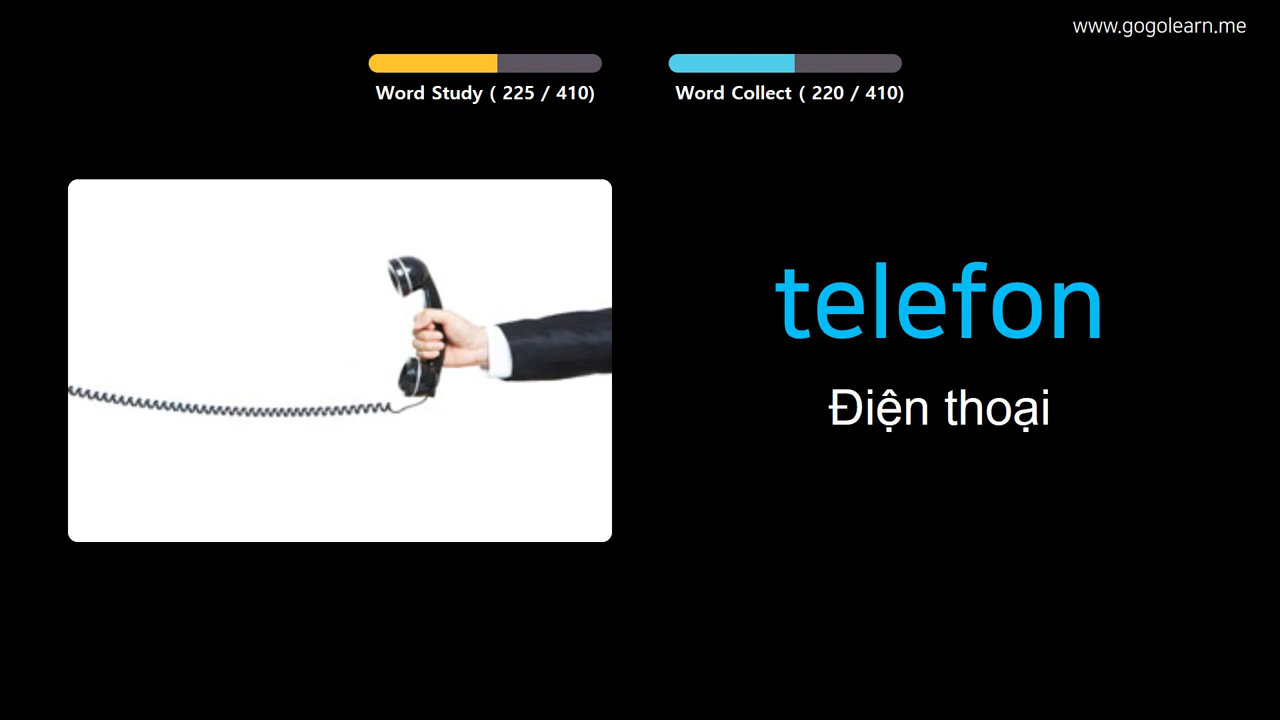 www.gogolearn.me
Word Study ( 225 / 410)
Word Collect ( 220 / 410)
telefon
Điện thoại